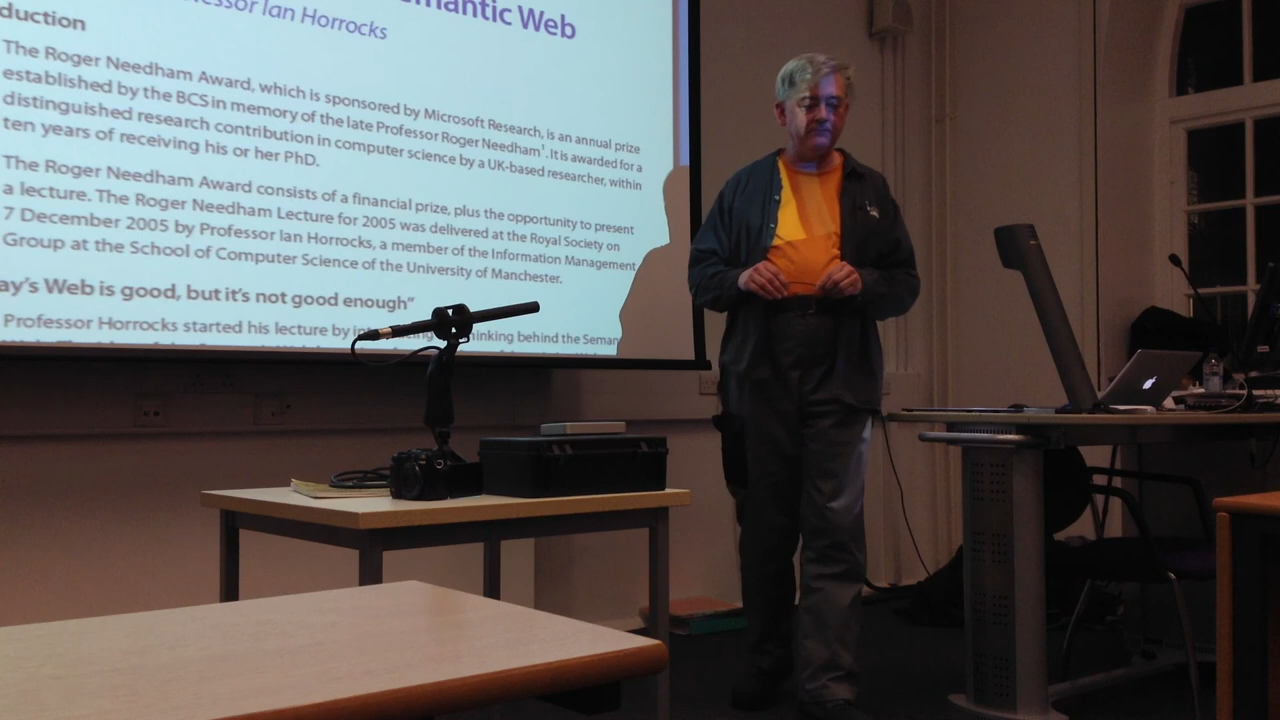 emantic Web
essor Ian Horrocks
duction
The Roger Needham Award, which is sponsored by Microsoft Research, is an annual prize
established by the BCS in memory of the late Professor Roger Needham¹. It is awarded for a
distinguished research contribution in computer science by a UK-based researcher, within
ten years of receiving his or her PhD.
The Roger Needham Award consists of a financial prize, plus the opportunity to present
a lecture. The Roger Needham Lecture for 2005 was delivered at the Royal Society on
7 December 2005 by Professor Ian Horrocks, a member of the Information Management
Group at the School of Computer Science of the University of Manchester.
ay's Web is good, but it's not good enough"
Professor Horrocks started his lecture by thinking behind the Seman